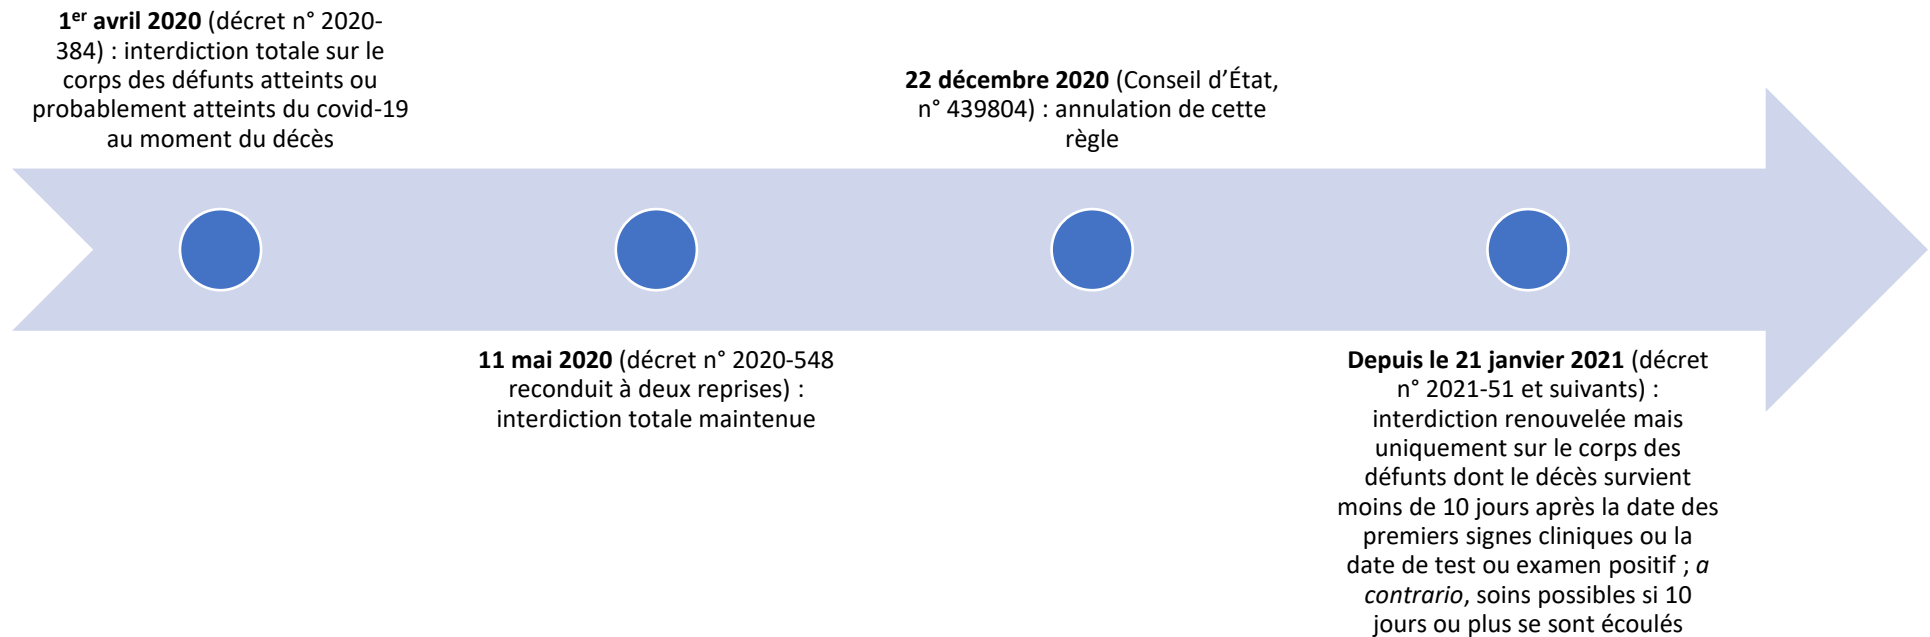 1er avril 2020 (décret n° 2020-
384) : interdiction totale sur le
corps des défunts atteints ou
probablement atteints du covid-19
au moment du décès
11 mai 2020 (décret n° 2020-548
reconduit à deux reprises) :
interdiction totale maintenue
22 décembre 2020 (Conseil d’État,
n° 439804) : annulation de cette
règle
Depuis le 21 janvier 2021 (décret
n° 2021-51 et suivants) :
interdiction renouvelée mais
uniquement sur le corps des
défunts dont le décès survient
moins de 10 jours après la date des
premiers signes cliniques ou la
date de test ou examen positif ; a
contrario, soins possibles si 10
jours ou plus se sont écoulés